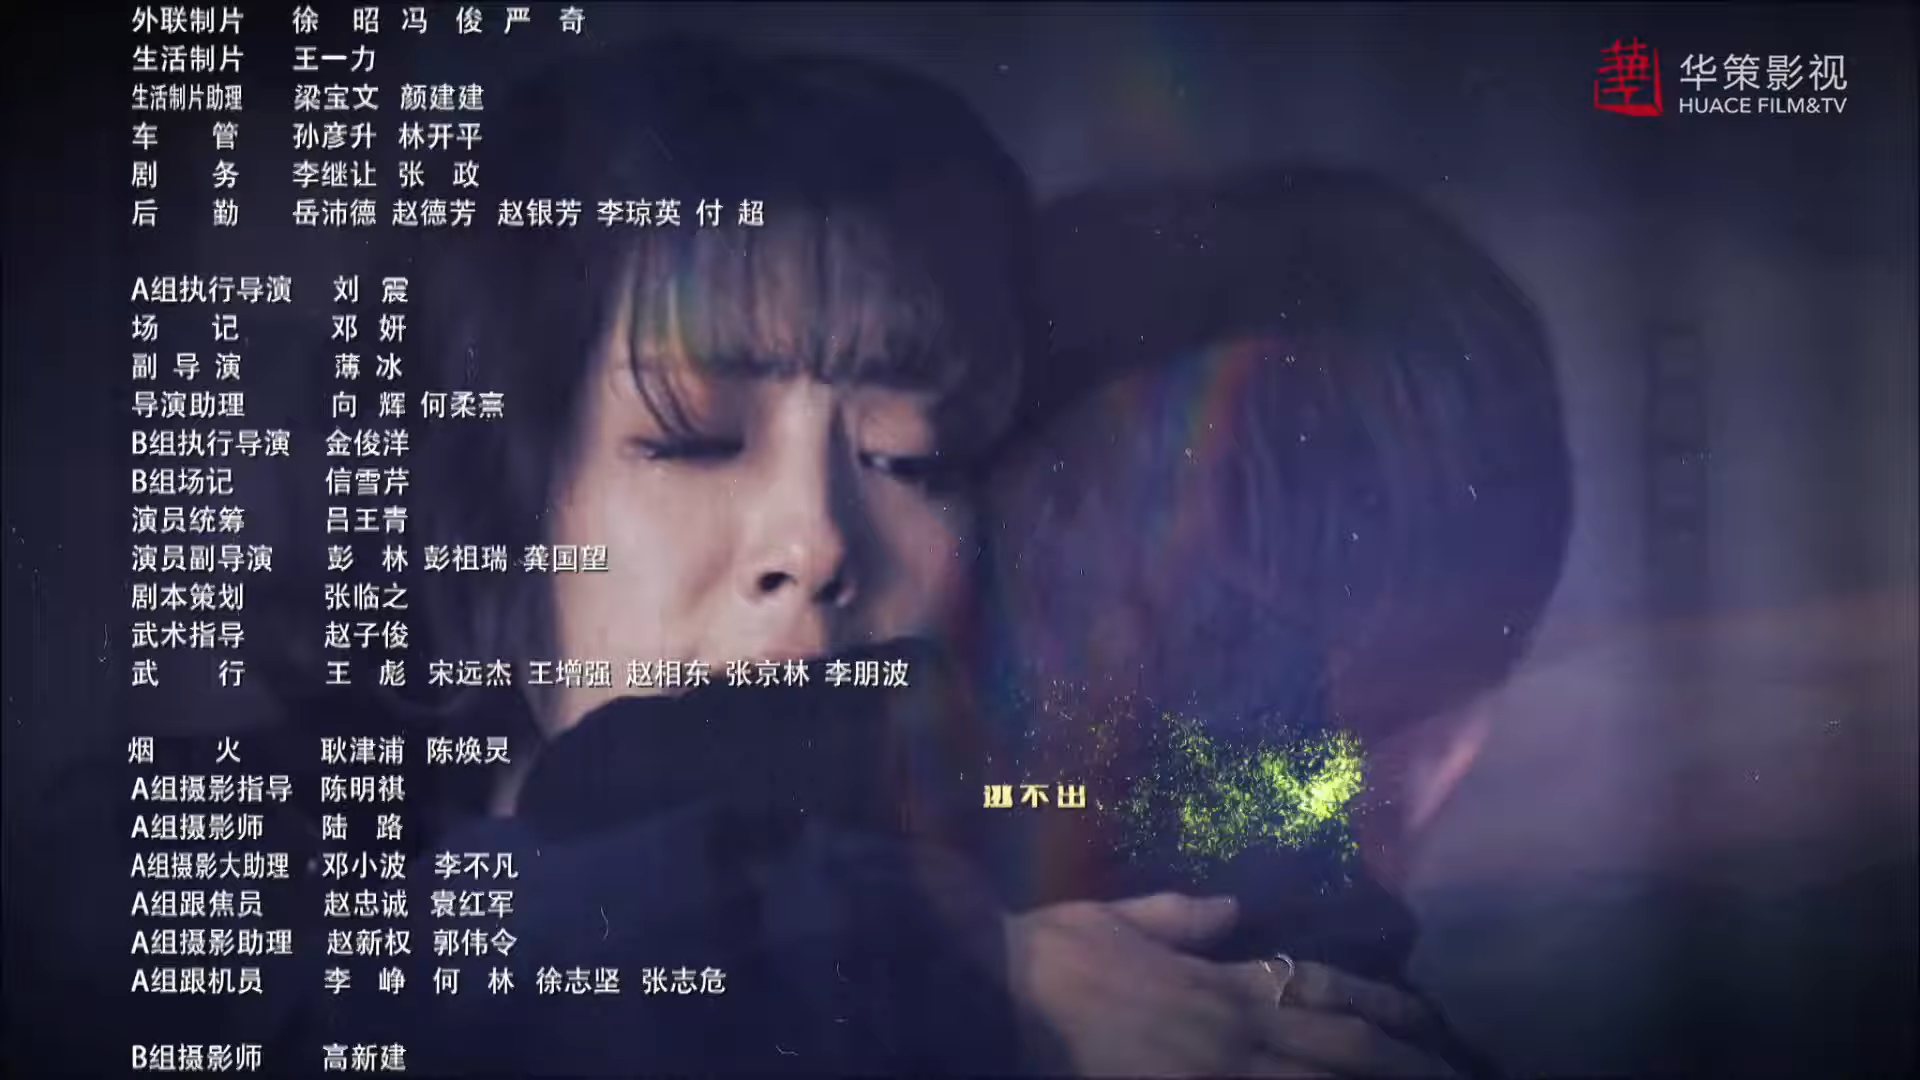 外联制片 徐 昭 冯 俊 严 奇
生活制片 王一力
生活制片助理 梁宝文 颜建建
车 管 孙彦升 林开平
剧 务 李继让 张 政
后 勤 岳沛德 赵德芳 赵银芳 李琼英 付 超
A组执行导演 刘 震
场 记 邓 妍
副 导 演 薄 冰
导演助理 向 辉 何柔熹
B组执行导演 金俊洋
B组场记 信雪芹
演员统筹 吕王青
演员副导演 彭 林 彭祖瑞 龚国望
剧本策划 张临之
武术指导 赵子俊
武 行 王 彪 宋远杰 王增强 赵相东 张京林 李朋波
烟 火 耿津浦 陈焕灵
A组摄影指导 陈明祺
A组摄影师 陆 路
A组摄影大助理 邓小波 李不凡
A组跟焦员 赵忠诚 袁红军
A组摄影助理 赵新权 郭伟令
A组跟机员 李 峥 何 林 徐志坚 张志危
B组摄影师 高新建
逃不出
華
华策影视
HUACE FILM&TV